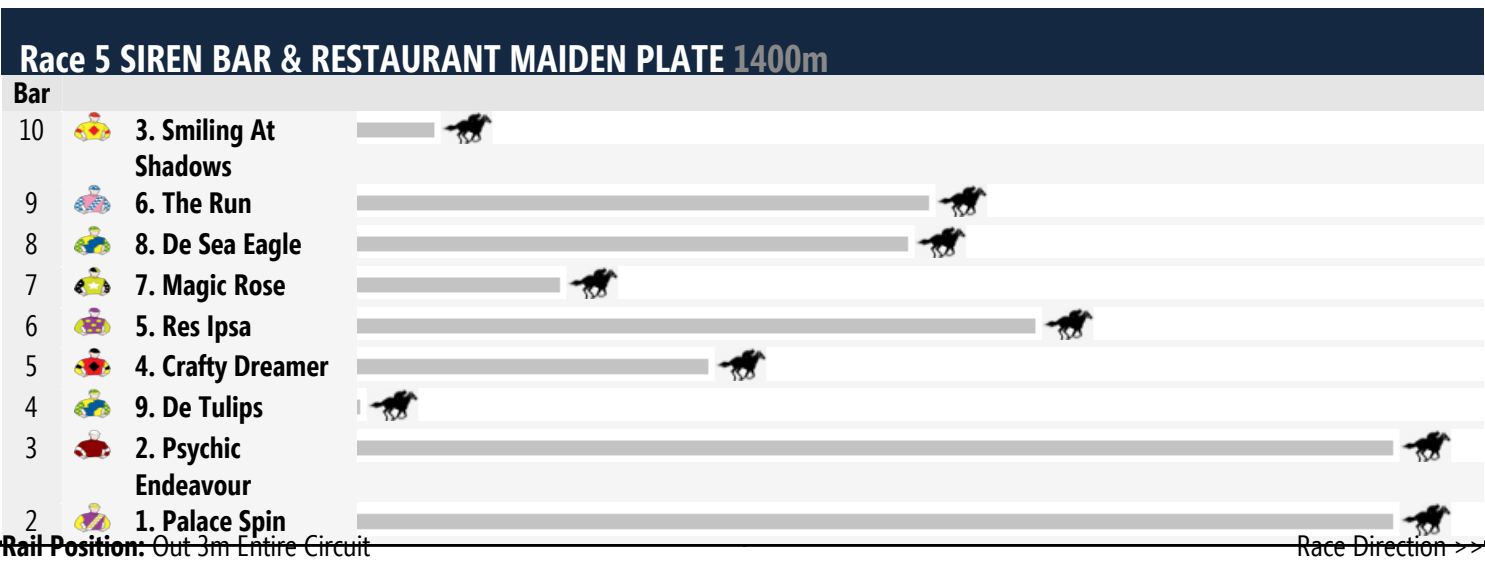 Race 5 SIREN BAR & RESTAURANT MAIDEN PLATE 1400m
Bar
10 3. Smiling At
Shadows
9 6. The Run
8 8. De Sea Eagle
7 7. Magic Rose
6 5. Res Ipsa
5 4. Crafty Dreamer
4 9. De Tulips
3 2. Psychic
Endeavour
2 1. Palace Spin
Rail Position: Out 3m Entire Circuit Race Direction >>